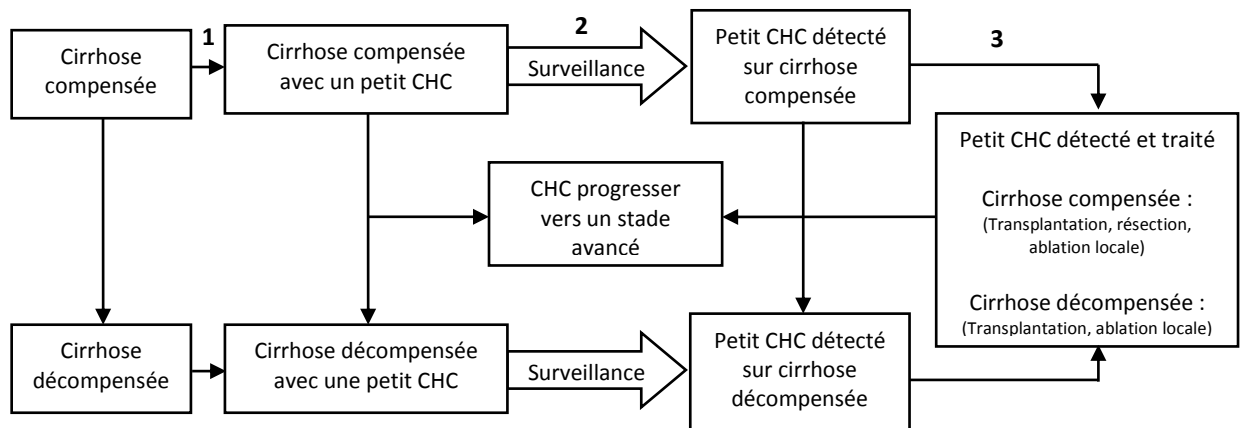 1
2
3
Cirrhose
compensée
Cirrhose compensée
avec un petit CHC
Surveillance
Petit CHC détecté
sur cirrhose
compensée
Petit CHC détecté et traité
Cirrhose compensée :
(Transplantation, résection,
ablation locale)
Cirrhose décompensée :
(Transplantation, ablation locale)
CHC progresser
vers un stade
avancé
Cirrhose
décompensée
Cirrhose décompensée
avec une petit CHC
Surveillance
Petit CHC détecté
sur cirrhose
décompensée